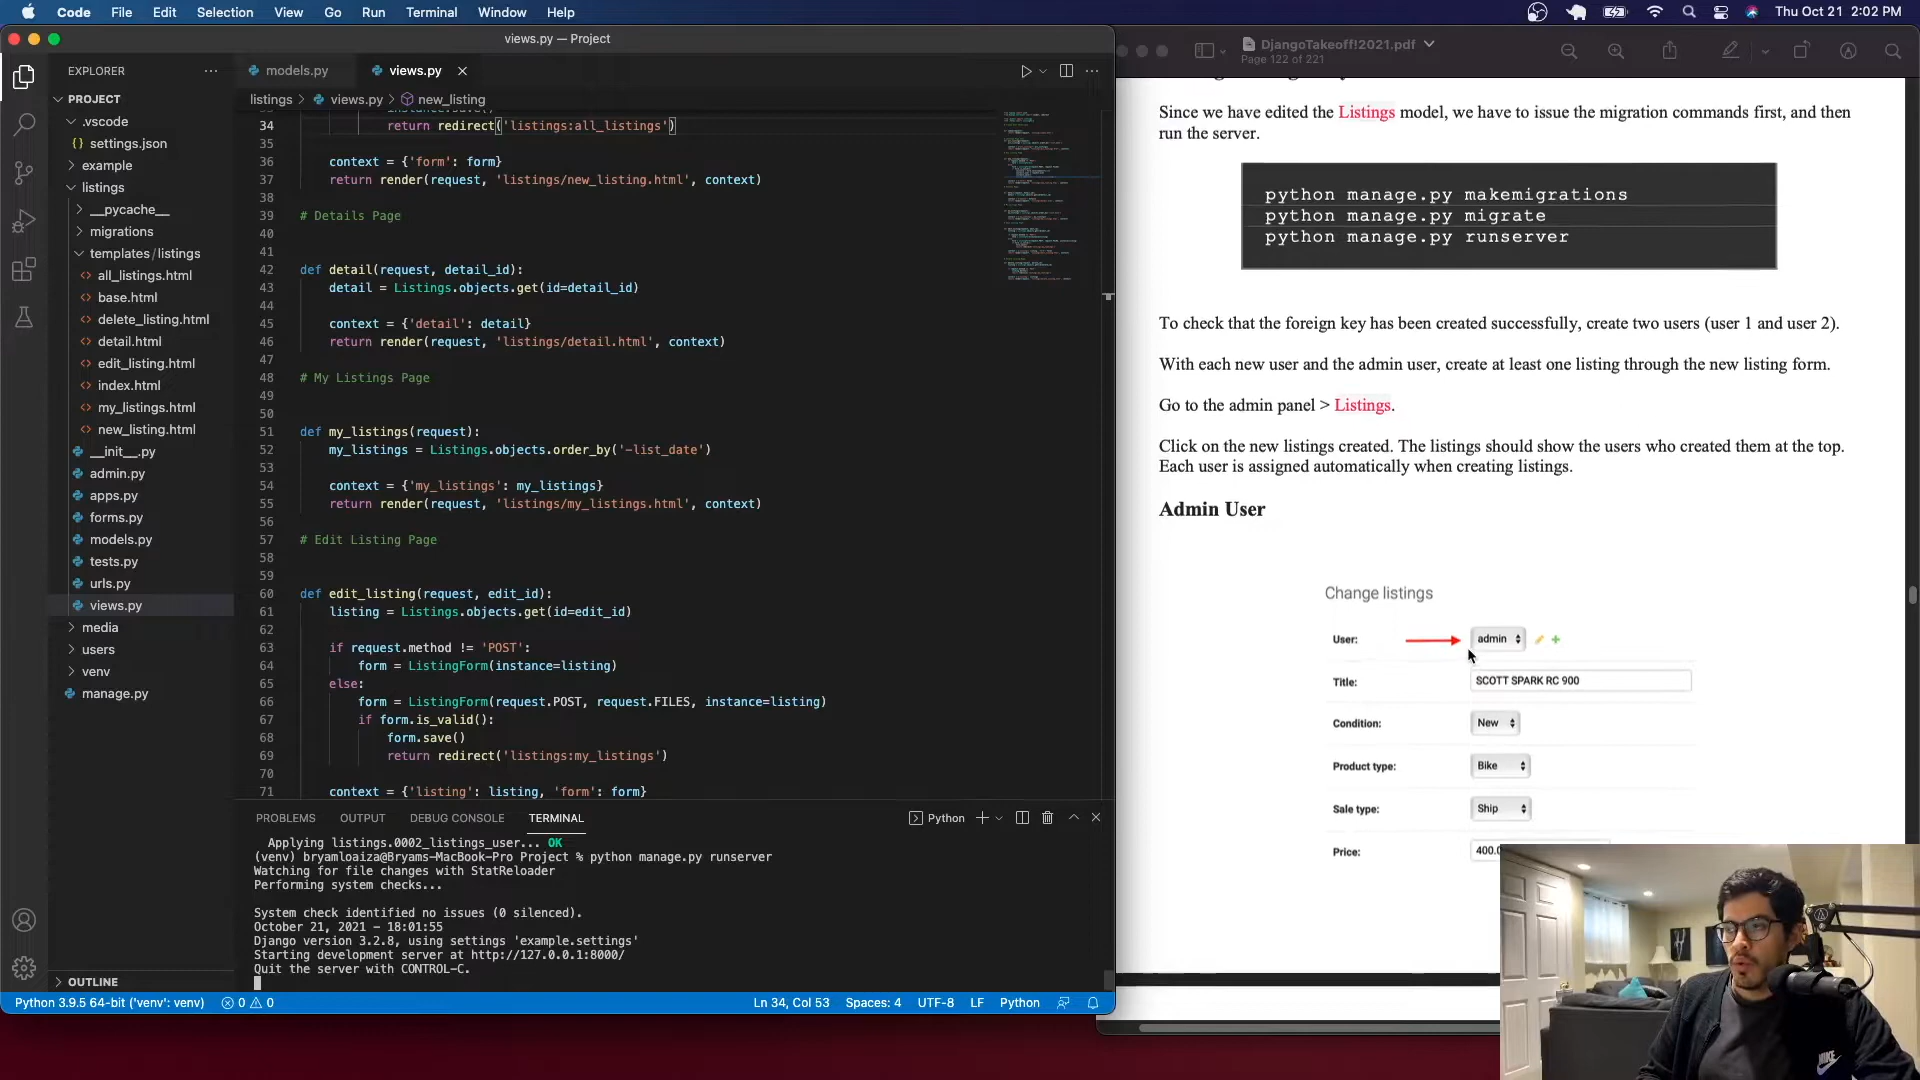 Code File Edit Selection View Go Run Terminal Window Help
Thu Oct 21 2:02 PM
views.py — Project
EXPLORER
PROJECT
.vscode
settings.json
example
listings
__pycache__
migrations
templates/listings
all_listings.html
base.html
delete_listing.html
detail.html
edit_listing.html
index.html
my_listings.html
new_listing.html
__init__.py
admin.py
apps.py
forms.py
models.py
tests.py
urls.py
views.py
media
users
venv
manage.py
OUTLINE
models.py views.py
listings > views.py > new_listing
34 return redirect('listings:all_listings')
35
36 context = {'form': form}
37 return render(request, 'listings/new_listing.html', context)
38
39 # Details Page
40
41
42 def detail(request, detail_id):
43 detail = Listings.objects.get(id=detail_id)
44
45 context = {'detail': detail}
46 return render(request, 'listings/detail.html', context)
47
48 # My Listings Page
49
50
51 def my_listings(request):
52 my_listings = Listings.objects.order_by('-list_date')
53
54 context = {'my_listings': my_listings}
55 return render(request, 'listings/my_listings.html', context)
56
57 # Edit Listing Page
58
59
60 def edit_listing(request, edit_id):
61 listing = Listings.objects.get(id=edit_id)
62
63 if request.method != 'POST':
64 form = ListingForm(instance=listing)
65 else:
66 form = ListingForm(request.POST, request.FILES, instance=listing)
67 if form.is_valid():
68 form.save()
69 return redirect('listings:my_listings')
70
71 context = {'listing': listing, 'form': form}
PROBLEMS OUTPUT DEBUG CONSOLE TERMINAL
Python
Applying listings.0002_listings_user... OK
(venv) bryamloaiza@Bryams-MacBook-Pro Project % python manage.py runserver
Watching for file changes with StatReloader
Performing system checks...
System check identified no issues (0 silenced).
October 21, 2021 - 18:01:55
Django version 3.2.8, using settings 'example.settings'
Starting development server at http://127.0.0.1:8000/
Quit the server with CONTROL-C.
Python 3.9.5 64-bit ('venv': venv) 0 0
Ln 34, Col 53 Spaces: 4 UTF-8 LF Python
DjangoTakeoff!2021.pdf
Page 122 of 221
Since we have edited the Listings model, we have to issue the migration commands first, and then
run the server.
python manage.py makemigrations
python manage.py migrate
python manage.py runserver
To check that the foreign key has been created successfully, create two users (user 1 and user 2).
With each new user and the admin user, create at least one listing through the new listing form.
Go to the admin panel > Listings.
Click on the new listings created. The listings should show the users who created them at the top.
Each user is assigned automatically when creating listings.
Admin User
Change listings
User: admin
Title: SCOTT SPARK RC 900
Condition: New
Product type: Bike
Sale type: Ship
Price: 400.0